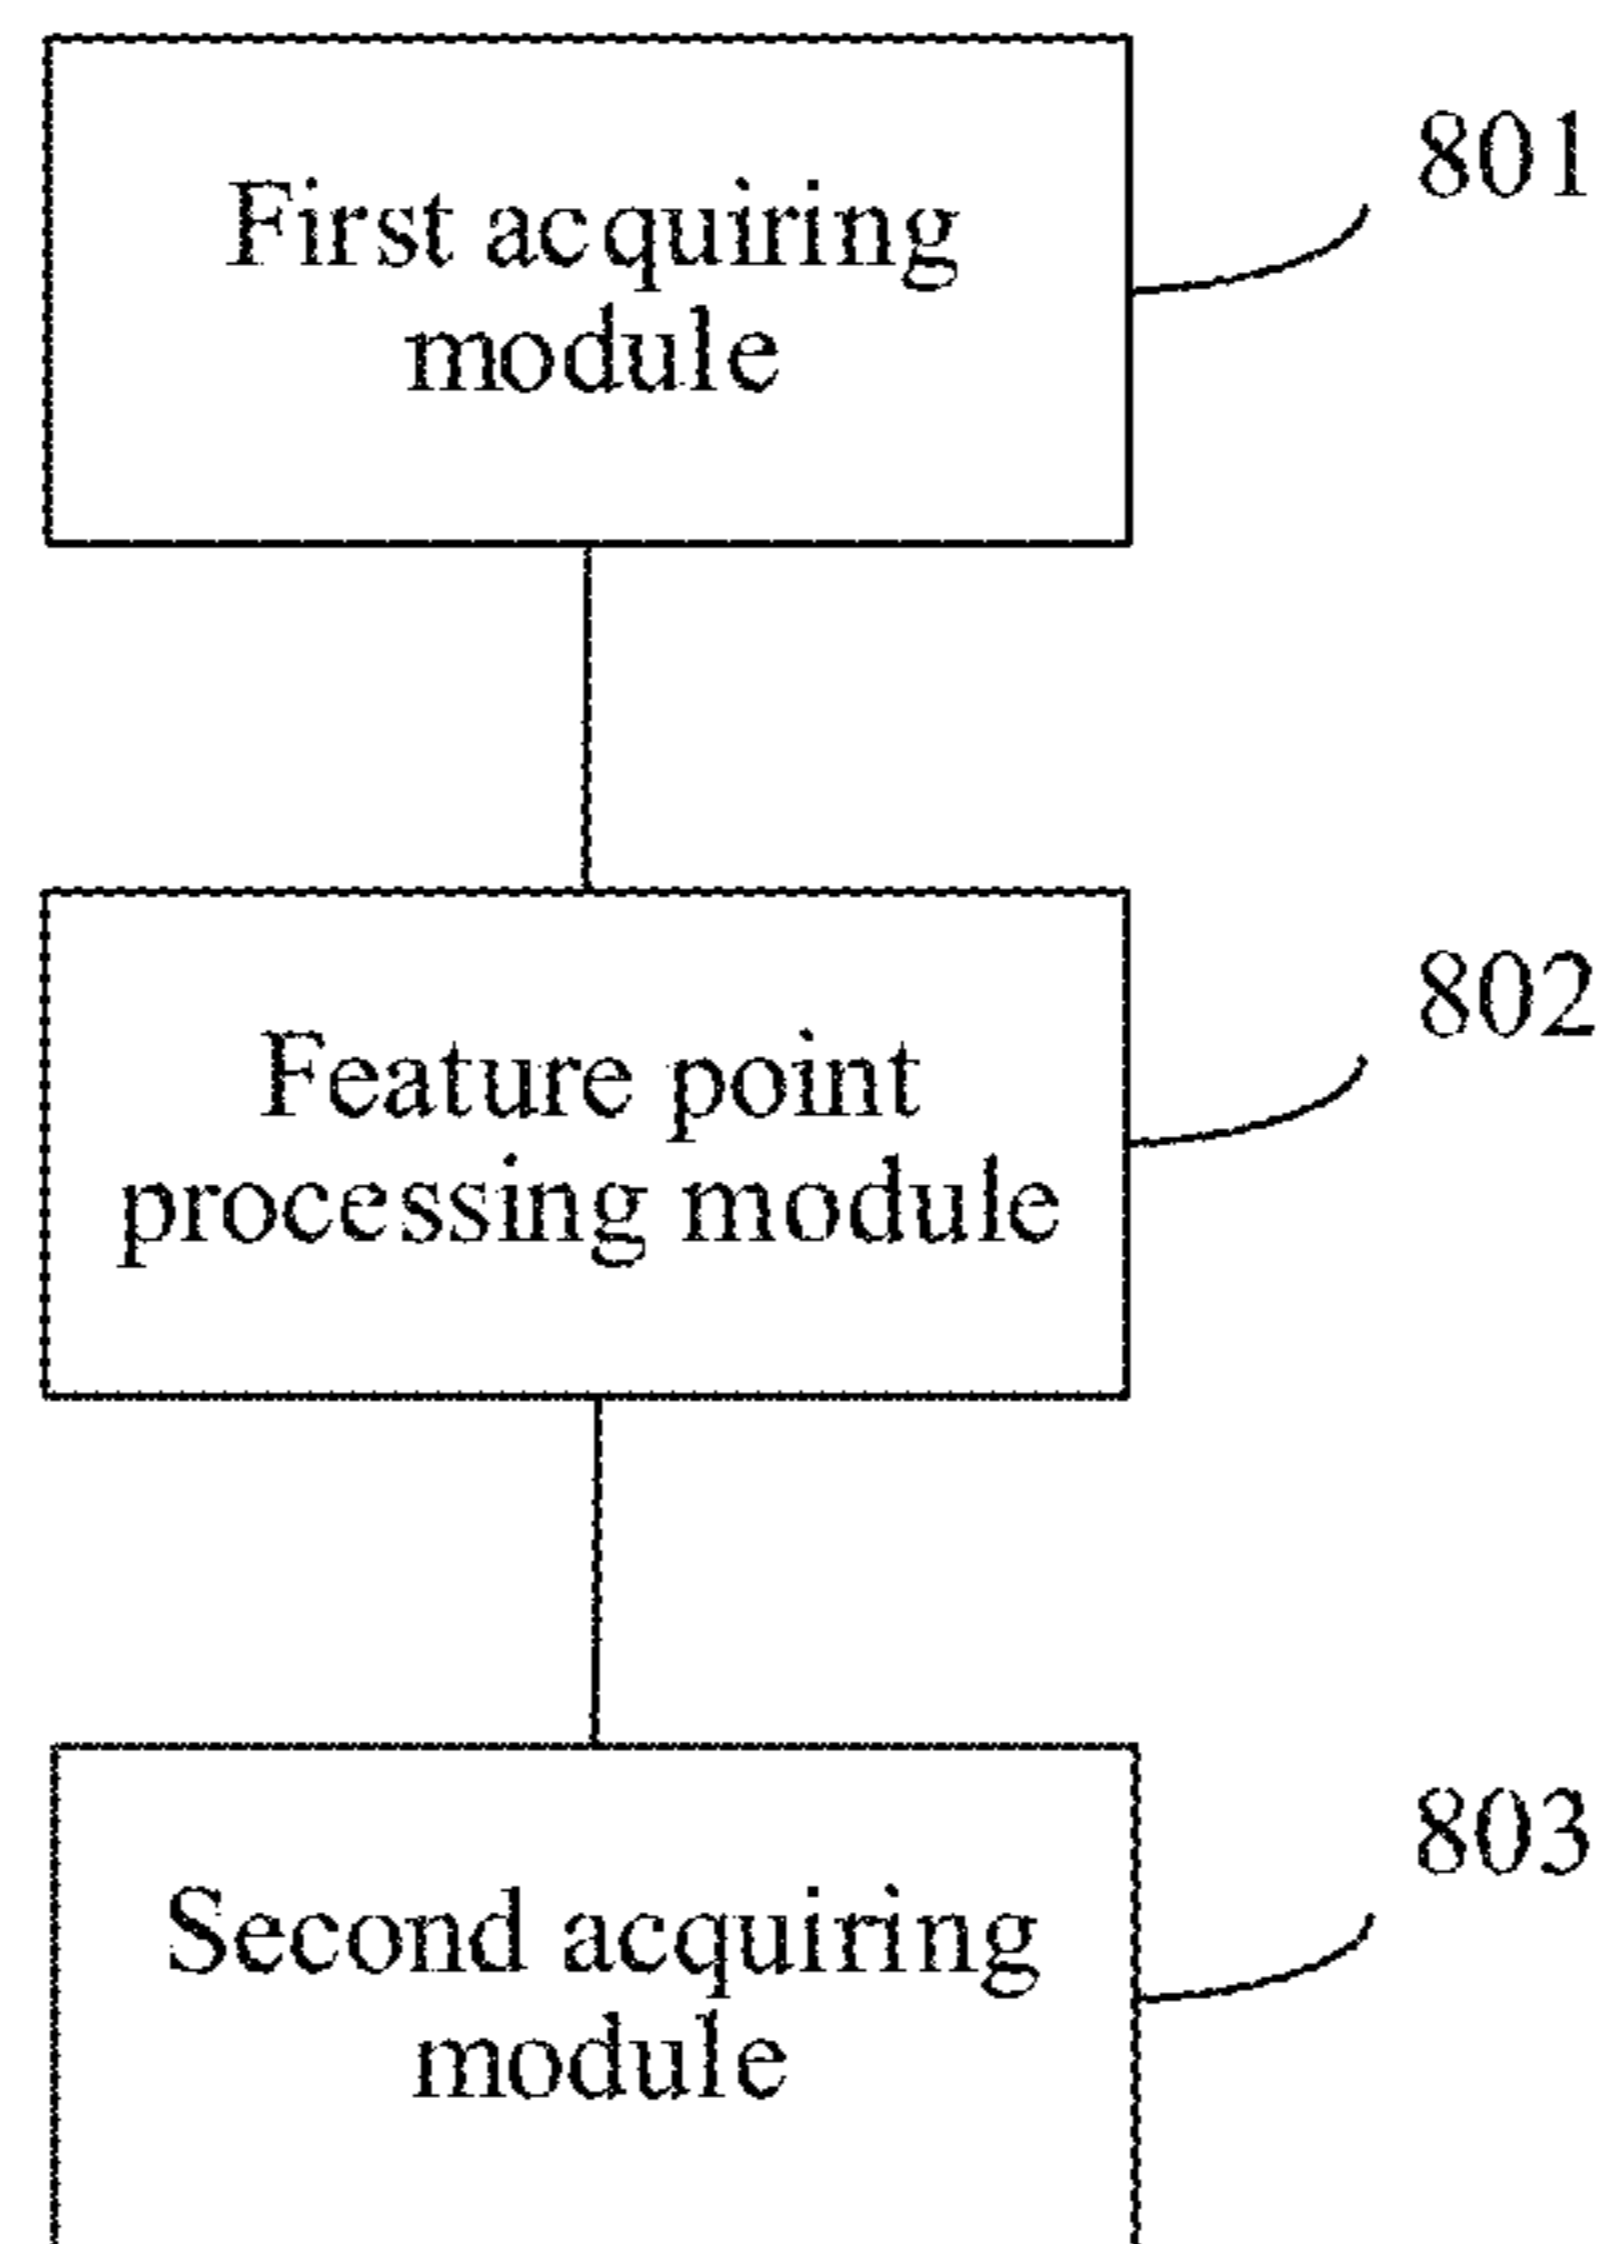 801
First acquiring
module
802
Feature point
processing module
803
Second acquiring
module